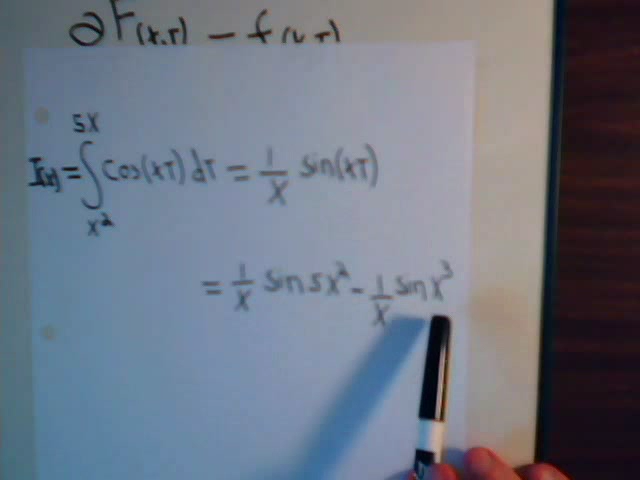 ∂F(x,T) - f(x,T)
5x
I(x) = ∫ cos(xT) dT = 1/x sin(xT)
x²
= 1/x sin 5x² - 1/x sin x³